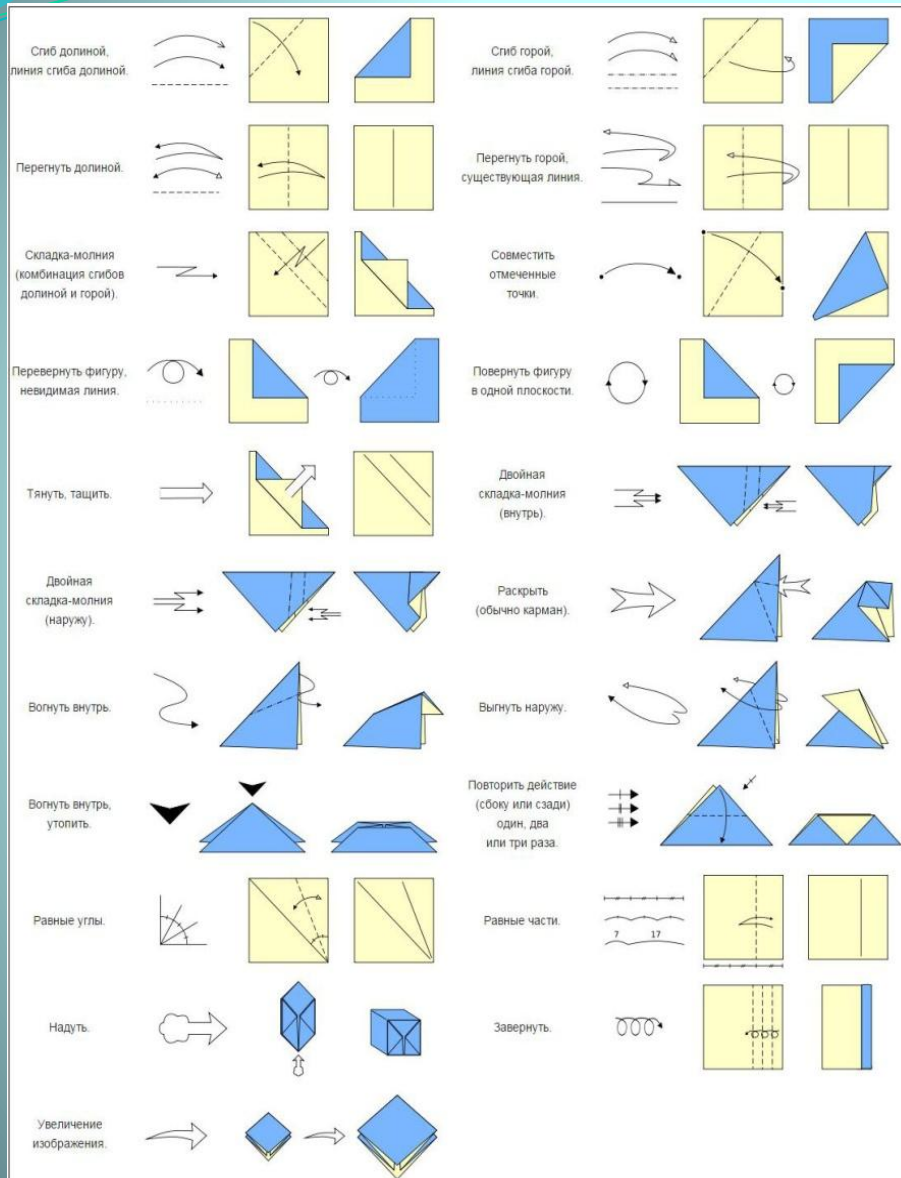 Сгиб долиной,
линия сгиба долиной.
Сгиб горой,
линия сгиба горой.
Перегнуть долиной.
Перегнуть горой,
существующая линия.
Складка-молния
(комбинация сгибов
долиной и горой).
Совместить
отмеченные
точки.
Перевернуть фигуру,
невидимая линия.
Повернуть фигуру
в одной плоскости.
Тянуть, тащить.
Двойная
складка-молния
(внутрь).
Двойная
складка-молния
(наружу).
Раскрыть
(обычно карман).
Вогнуть внутрь.
Выгнуть наружу.
Вогнуть внутрь,
утопить.
Повторить действие
(сбоку или сзади)
один, два
или три раза.
Равные углы.
Равные части.
7 17
Надуть.
Завернуть.
Увеличение
изображения.